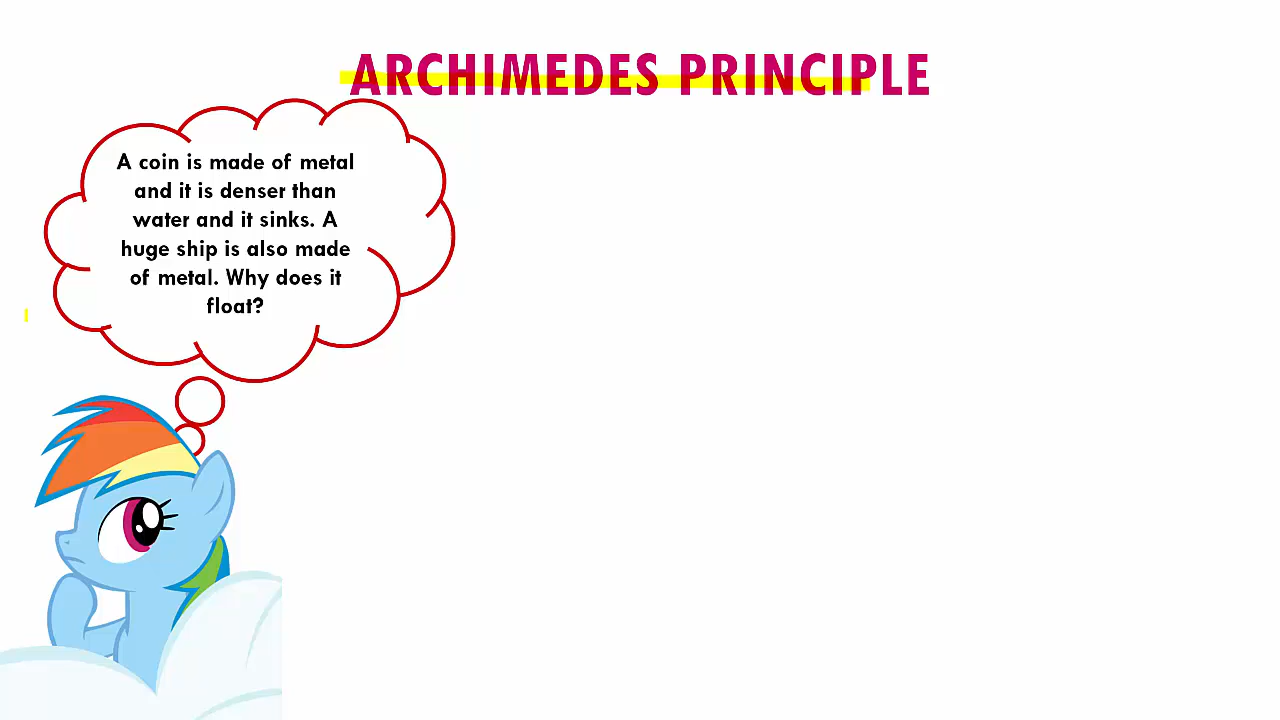 ARCHIMEDES PRINCIPLE
A coin is made of metal
and it is denser than
water and it sinks. A
huge ship is also made
of metal. Why does it
float?